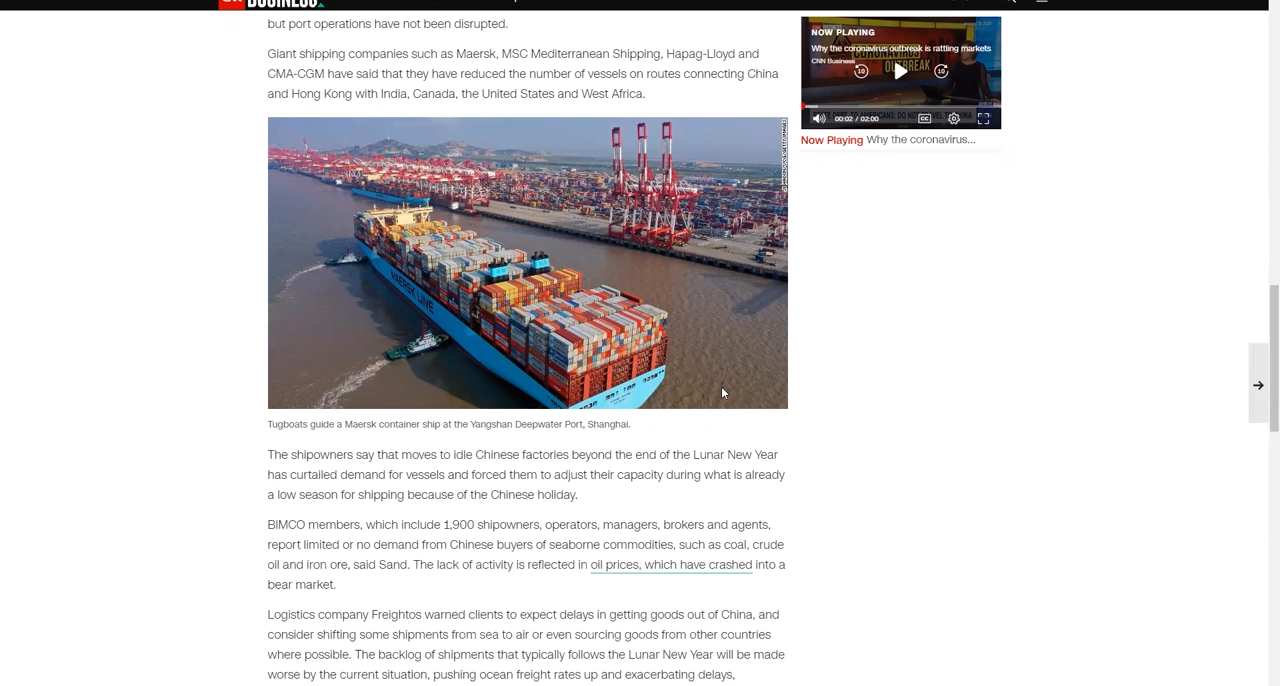 BUSINESS
but port operations have not been disrupted.
Giant shipping companies such as Maersk, MSC Mediterranean Shipping, Hapag-Lloyd and
CMA-CGM have said that they have reduced the number of vessels on routes connecting China
and Hong Kong with India, Canada, the United States and West Africa.
NOW PLAYING
Why the coronavirus outbreak is rattling markets
CNN Business
CORONAVIRUS
OUTBREAK
10
10
00:02 / 02:00
CC
Now Playing Why the coronavirus...
MAERSK LINE
Tugboats guide a Maersk container ship at the Yangshan Deepwater Port, Shanghai.
The shipowners say that moves to idle Chinese factories beyond the end of the Lunar New Year
has curtailed demand for vessels and forced them to adjust their capacity during what is already
a low season for shipping because of the Chinese holiday.
BIMCO members, which include 1,900 shipowners, operators, managers, brokers and agents,
report limited or no demand from Chinese buyers of seaborne commodities, such as coal, crude
oil and iron ore, said Sand. The lack of activity is reflected in oil prices, which have crashed into a
bear market.
Logistics company Freightos warned clients to expect delays in getting goods out of China, and
consider shifting some shipments from sea to air or even sourcing goods from other countries
where possible. The backlog of shipments that typically follows the Lunar New Year will be made
worse by the current situation, pushing ocean freight rates up and exacerbating delays,